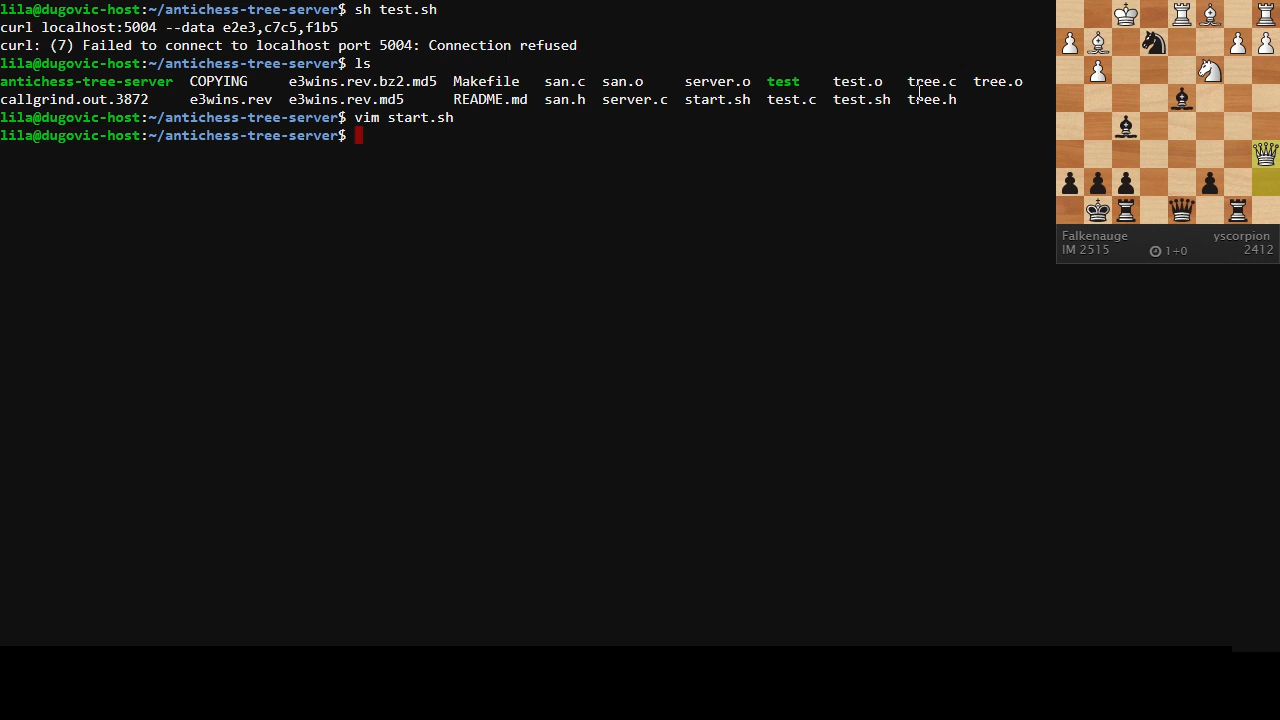 lila@dugovic-host:~/antichess-tree-server$ sh test.sh
curl localhost:5004 --data e2e3,c7c5,f1b5
curl: (7) Failed to connect to localhost port 5004: Connection refused
lila@dugovic-host:~/antichess-tree-server$ ls
antichess-tree-server COPYING e3wins.rev.bz2.md5 Makefile san.c san.o server.o test test.o tree.c tree.o
callgrind.out.3872 e3wins.rev e3wins.rev.md5 README.md san.h server.c start.sh test.c test.sh tree.h
lila@dugovic-host:~/antichess-tree-server$ vim start.sh
lila@dugovic-host:~/antichess-tree-server$
Falkenauge yscorpion
IM 2515 1+0 2412